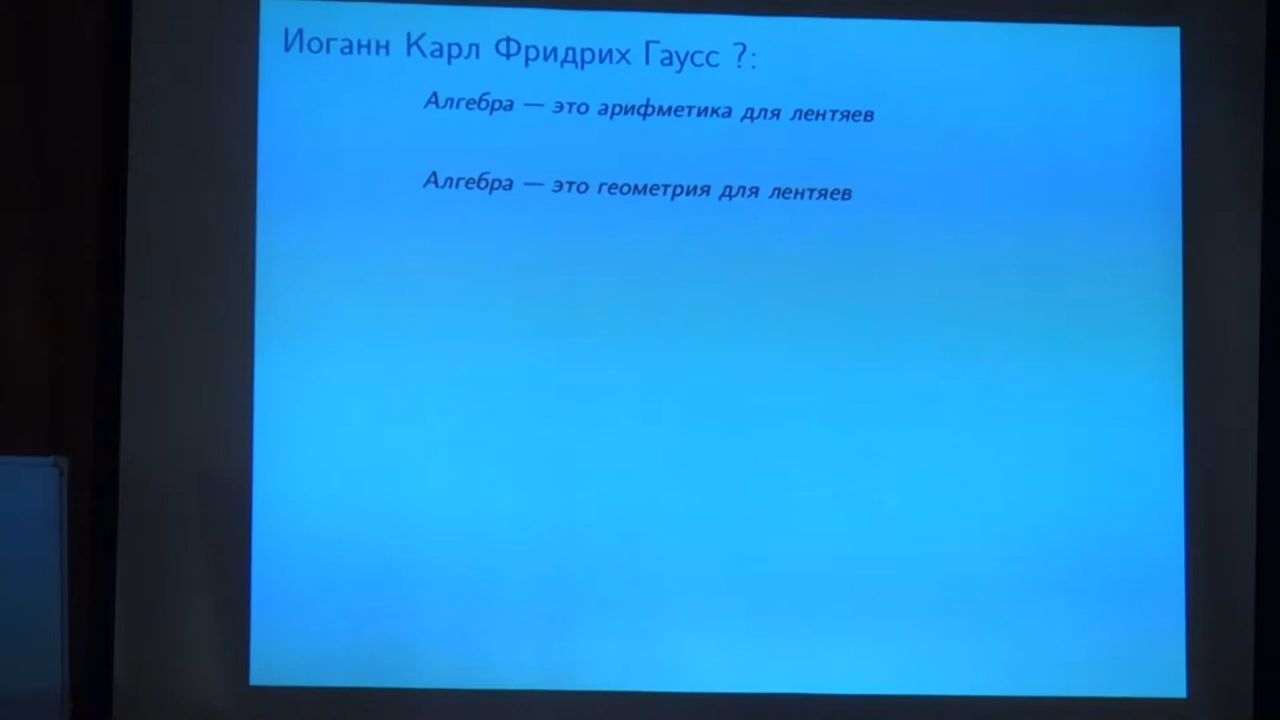 Иоганн Карл Фридрих Гаусс ?:
Алгебра — это арифметика для лентяев
Алгебра — это геометрия для лентяев